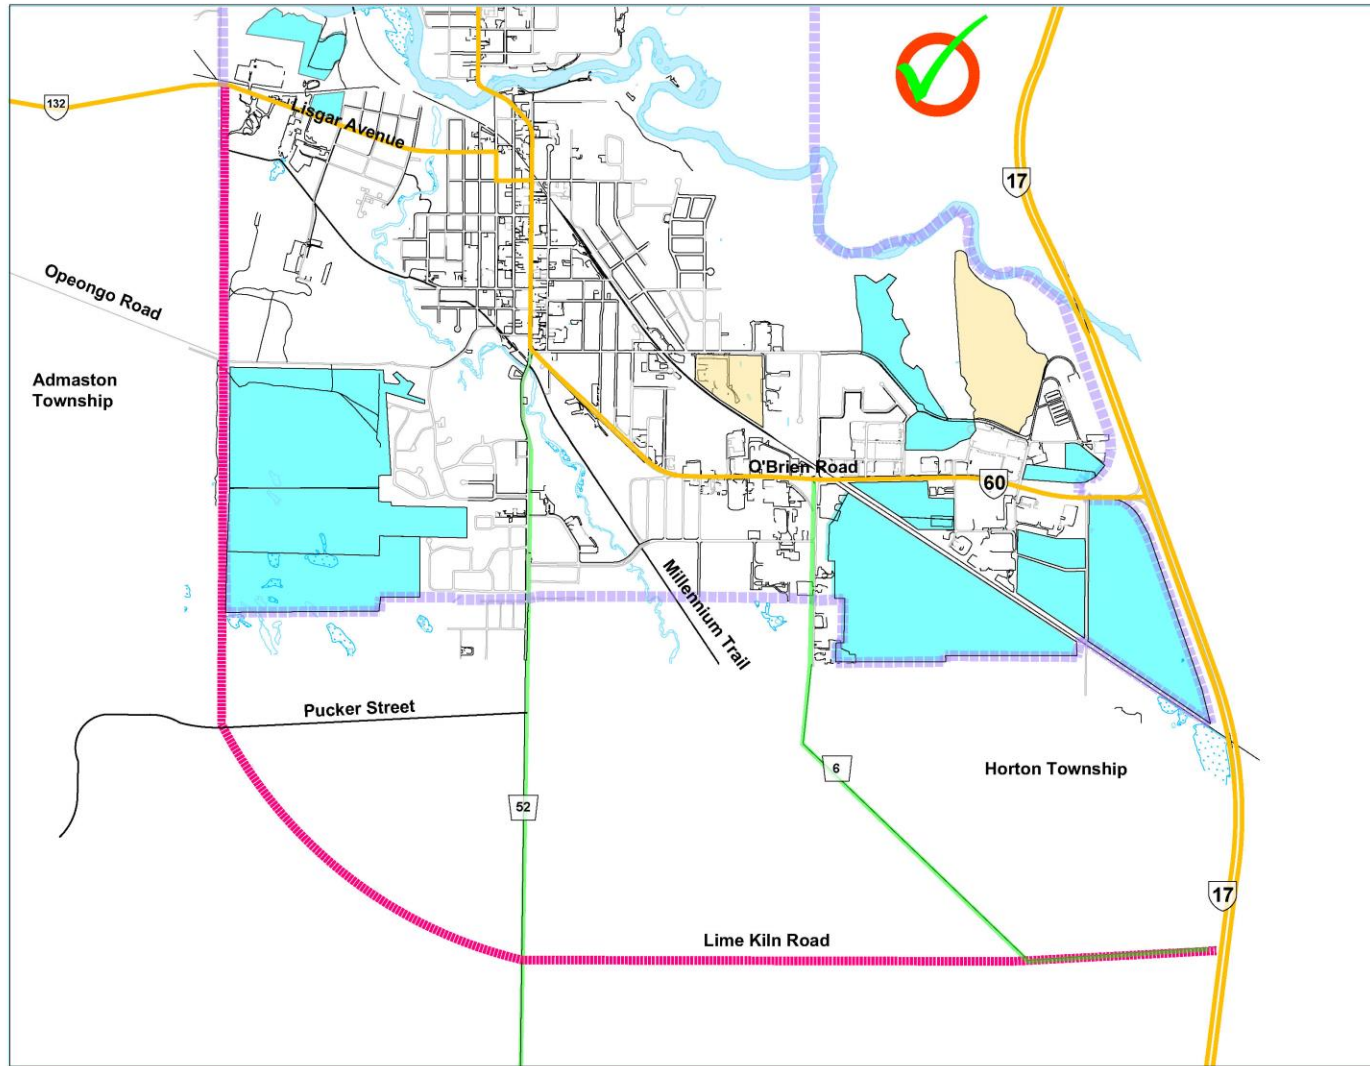 132
Lisgar Avenue
17
Opeongo Road
Admaston
Township
O'Brien Road
60
Millennium Trail
Pucker Street
6
Horton Township
52
17
Lime Kiln Road